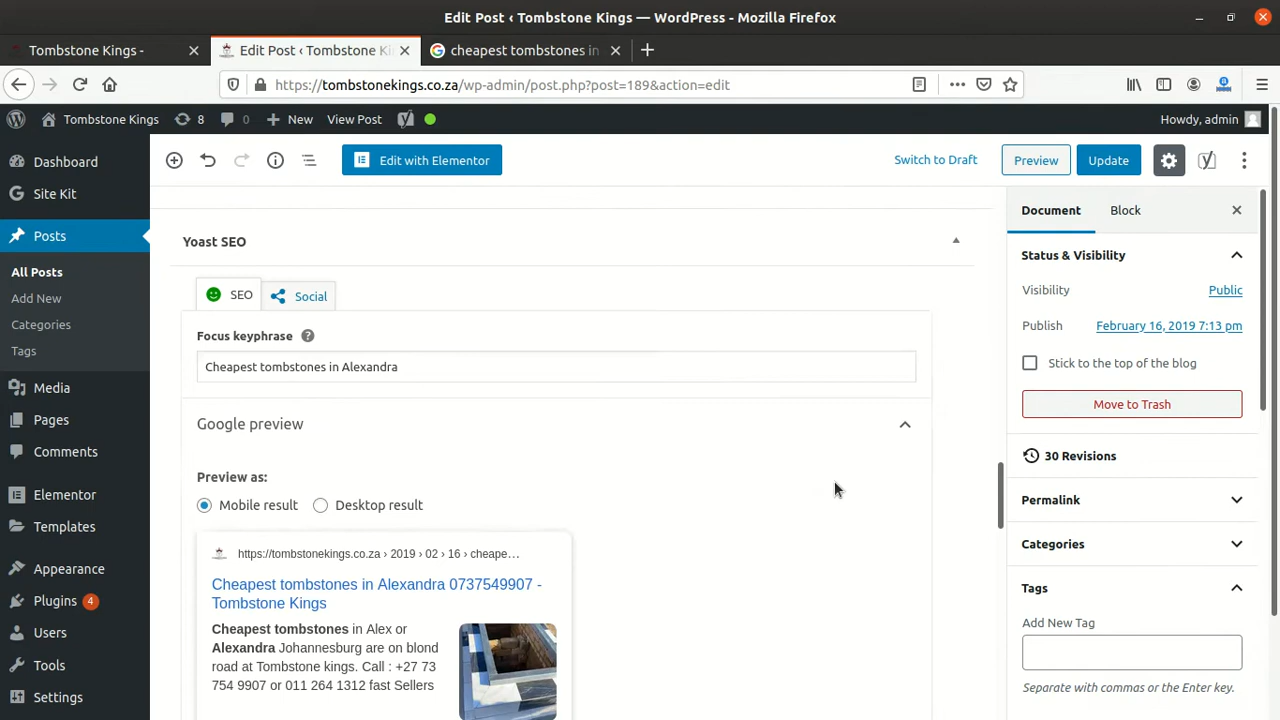 Edit Post ‹ Tombstone Kings — WordPress - Mozilla Firefox
Tombstone Kings -
Edit Post ‹ Tombstone Ki
cheapest tombstones in
https://tombstonekings.co.za/wp-admin/post.php?post=189&action=edit
Tombstone Kings
8
0
New
View Post
Howdy, admin
Dashboard
Site Kit
Posts
All Posts
Add New
Categories
Tags
Media
Pages
Comments
Elementor
Templates
Appearance
Plugins 4
Users
Tools
Settings
Edit with Elementor
Switch to Draft
Preview
Update
Yoast SEO
SEO
Social
Focus keyphrase ?
Cheapest tombstones in Alexandra
Google preview
Preview as:
Mobile result
Desktop result
https://tombstonekings.co.za › 2019 › 02 › 16 › cheape…
Cheapest tombstones in Alexandra 0737549907 -
Tombstone Kings
Cheapest tombstones in Alex or
Alexandra Johannesburg are on blond
road at Tombstone kings. Call : +27 73
754 9907 or 011 264 1312 fast Sellers
Document
Block
Status & Visibility
Visibility
Public
Publish
February 16, 2019 7:13 pm
Stick to the top of the blog
Move to Trash
30 Revisions
Permalink
Categories
Tags
Add New Tag
Separate with commas or the Enter key.